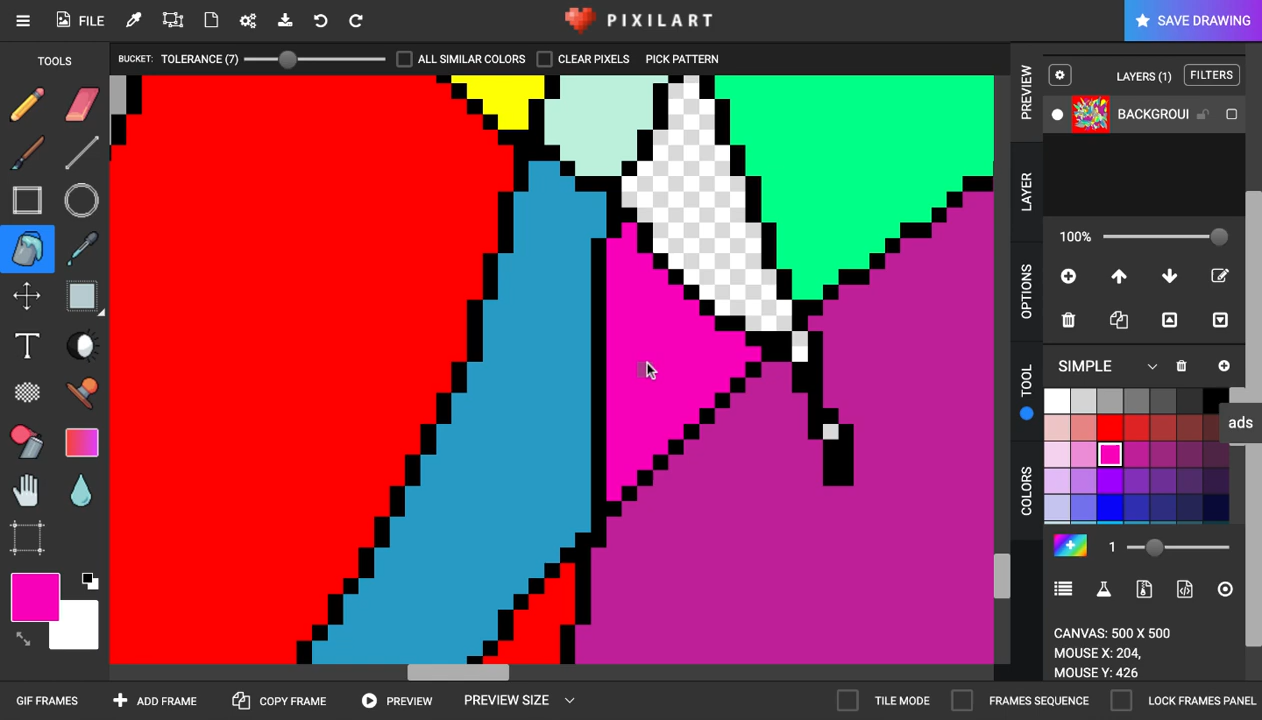 FILE
PIXILART
SAVE DRAWING
TOOLS
BUCKET: TOLERANCE (7) ALL SIMILAR COLORS CLEAR PIXELS PICK PATTERN
PREVIEW
LAYER
OPTIONS
TOOL
COLORS
LAYERS (1) FILTERS
BACKGROUI
100%
SIMPLE
ads
1
CANVAS: 500 X 500
MOUSE X: 204,
MOUSE Y: 426
T
GIF FRAMES ADD FRAME COPY FRAME PREVIEW PREVIEW SIZE TILE MODE FRAMES SEQUENCE LOCK FRAMES PANEL